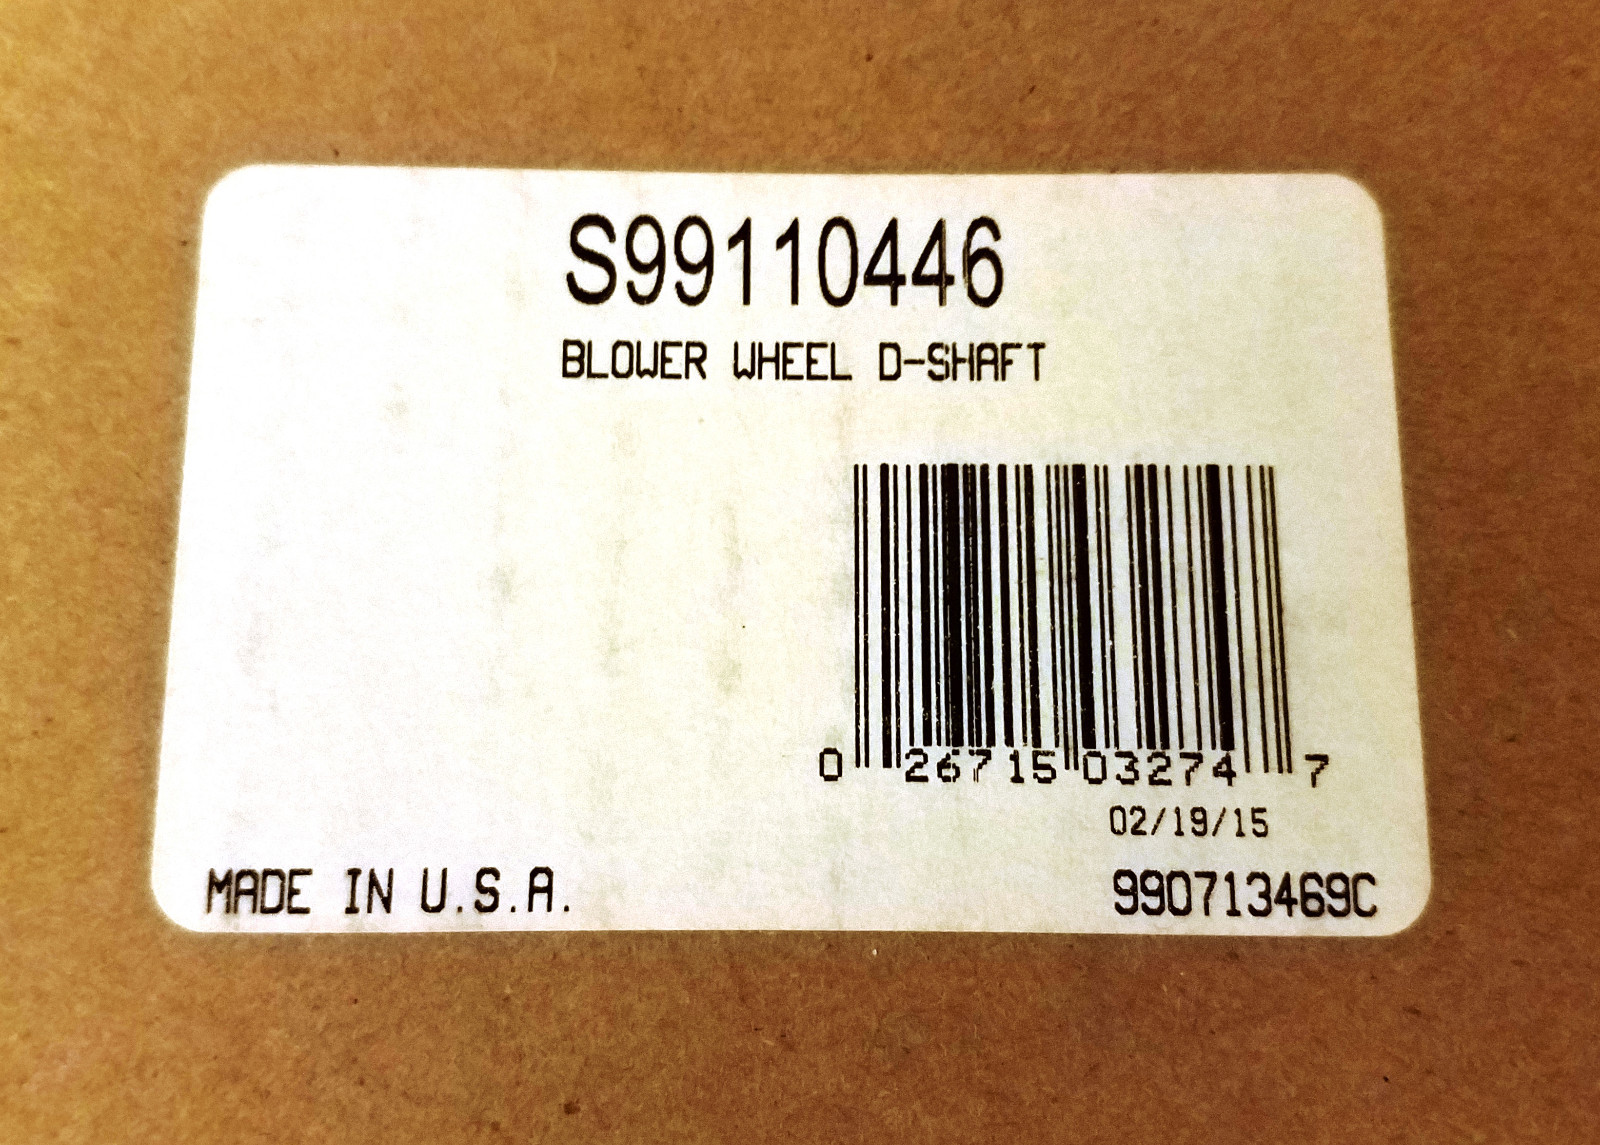 S99110446
BLOWER WHEEL D-SHAFT
0 26715 03274 7
02/19/15
MADE IN U.S.A.
990713469C